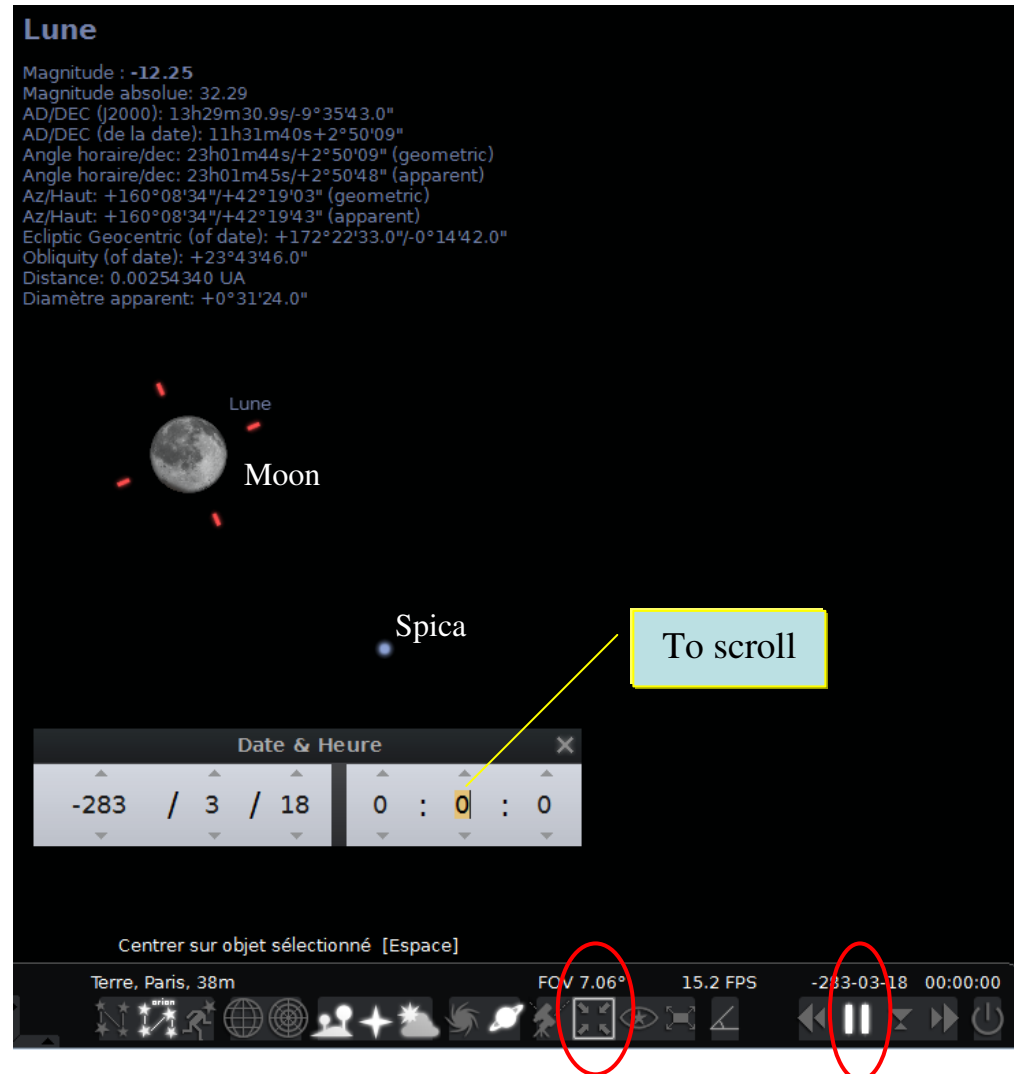 Lune
Magnitude : -12.25
Magnitude absolue: 32.29
AD/DEC (J2000): 13h29m30.9s/-9°35'43.0"
AD/DEC (de la date): 11h31m40s+2°50'09"
Angle horaire/dec: 23h01m44s/+2°50'09" (geometric)
Angle horaire/dec: 23h01m45s/+2°50'48" (apparent)
Az/Haut: +160°08'34"/+42°19'03" (geometric)
Az/Haut: +160°08'34"/+42°19'43" (apparent)
Ecliptic Geocentric (of date): +172°22'33.0"/-0°14'42.0"
Obliquity (of date): +23°43'46.0"
Distance: 0.00254340 UA
Diamètre apparent: +0°31'24.0"
Lune
Moon
Spica
To scroll
Date & Heure
-283 / 3 / 18 0 : 0 : 0
Centrer sur objet sélectionné [Espace]
Terre, Paris, 38m FOV 7.06° 15.2 FPS -283-03-18 00:00:00
orion